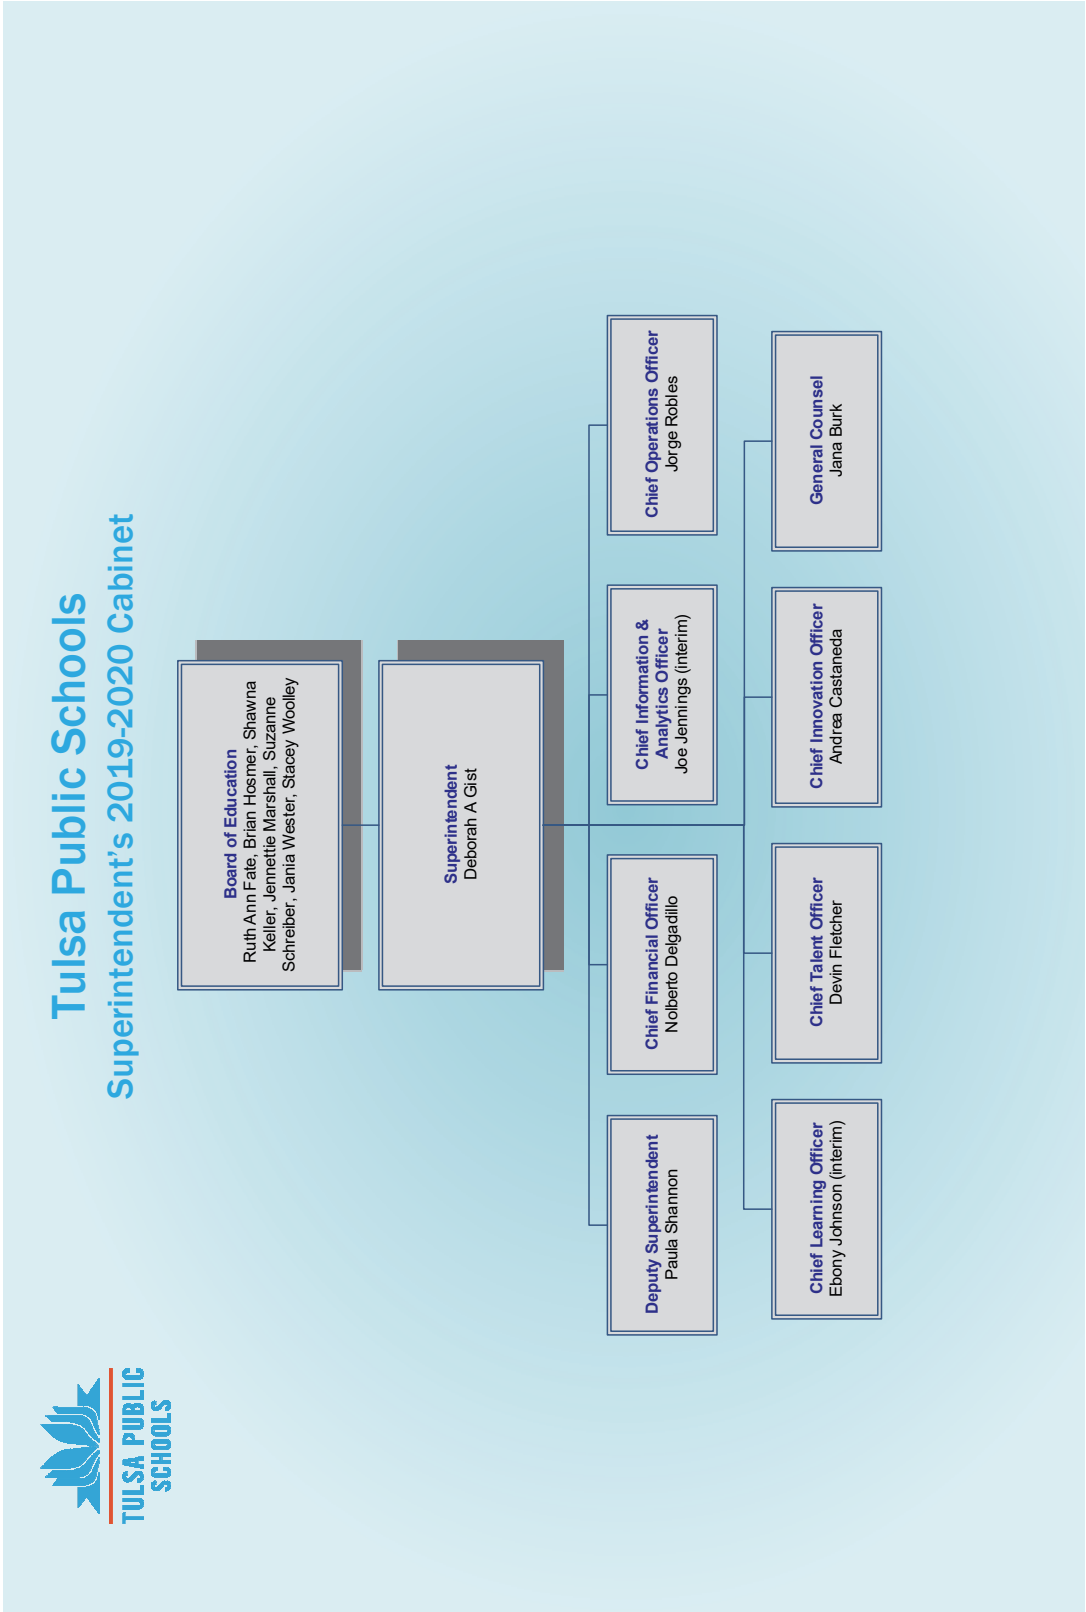 Tulsa Public Schools
Superintendent's 2019-2020 Cabinet
TULSA PUBLIC
SCHOOLS
Board of Education
Ruth Ann Fate, Brian Hosmer, Shawna
Keller, Jennettie Marshall, Suzanne
Schreiber, Jania Wester, Stacey Woolley
Superintendent
Deborah A Gist
Deputy Superintendent
Paula Shannon
Chief Financial Officer
Nolberto Delgadillo
Chief Information &
Analytics Officer
Joe Jennings (interim)
Chief Operations Officer
Jorge Robles
Chief Learning Officer
Ebony Johnson (interim)
Chief Talent Officer
Devin Fletcher
Chief Innovation Officer
Andrea Castaneda
General Counsel
Jana Burk